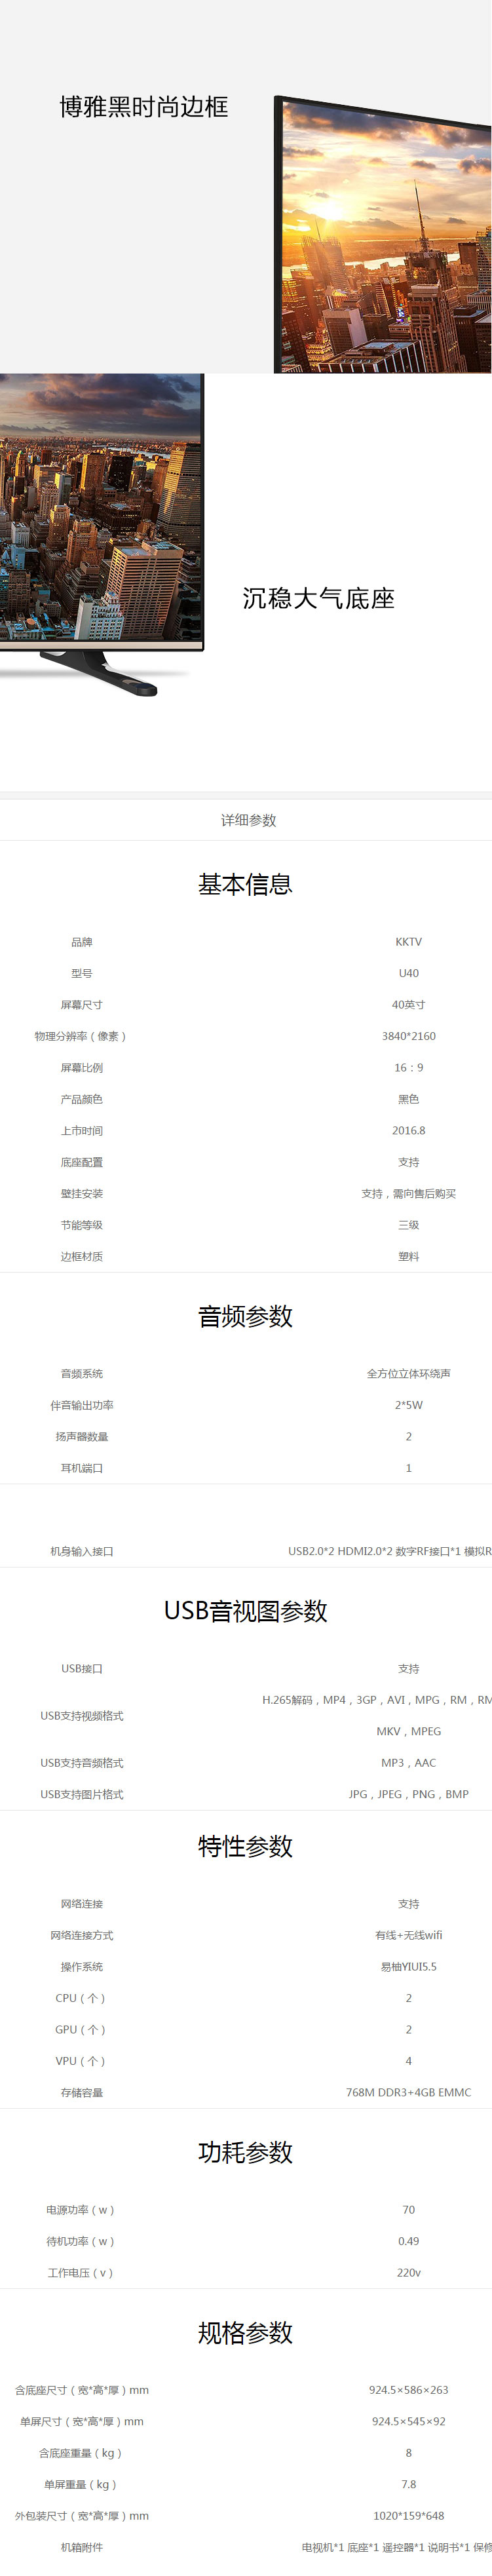 博雅黑时尚边框
沉稳大气底座
详细参数
基本信息
品牌 KKTV
型号 U40
屏幕尺寸 40英寸
物理分辨率（像素） 3840*2160
屏幕比例 16：9
产品颜色 黑色
上市时间 2016.8
底座配置 支持
壁挂安装 支持，需向售后购买
节能等级 三级
边框材质 塑料
音频参数
音频系统 全方位立体环绕声
伴音输出功率 2*5W
扬声器数量 2
耳机端口 1
机身输入接口 USB2.0*2 HDMI2.0*2 数字RF接口*1 模拟R
USB音视图参数
USB接口 支持
USB支持视频格式 H.265解码，MP4，3GP，AVI，MPG，RM，RM
MKV，MPEG
USB支持音频格式 MP3，AAC
USB支持图片格式 JPG，JPEG，PNG，BMP
特性参数
网络连接 支持
网络连接方式 有线+无线wifi
操作系统 易柚YIUI5.5
CPU（个） 2
GPU（个） 2
VPU（个） 4
存储容量 768M DDR3+4GB EMMC
功耗参数
电源功率（w） 70
待机功率（w） 0.49
工作电压（v） 220v
规格参数
含底座尺寸（宽*高*厚）mm 924.5×586×263
单屏尺寸（宽*高*厚）mm 924.5×545×92
含底座重量（kg） 8
单屏重量（kg） 7.8
外包装尺寸（宽*高*厚）mm 1020*159*648
机箱附件 电视机*1 底座*1 遥控器*1 说明书*1 保修